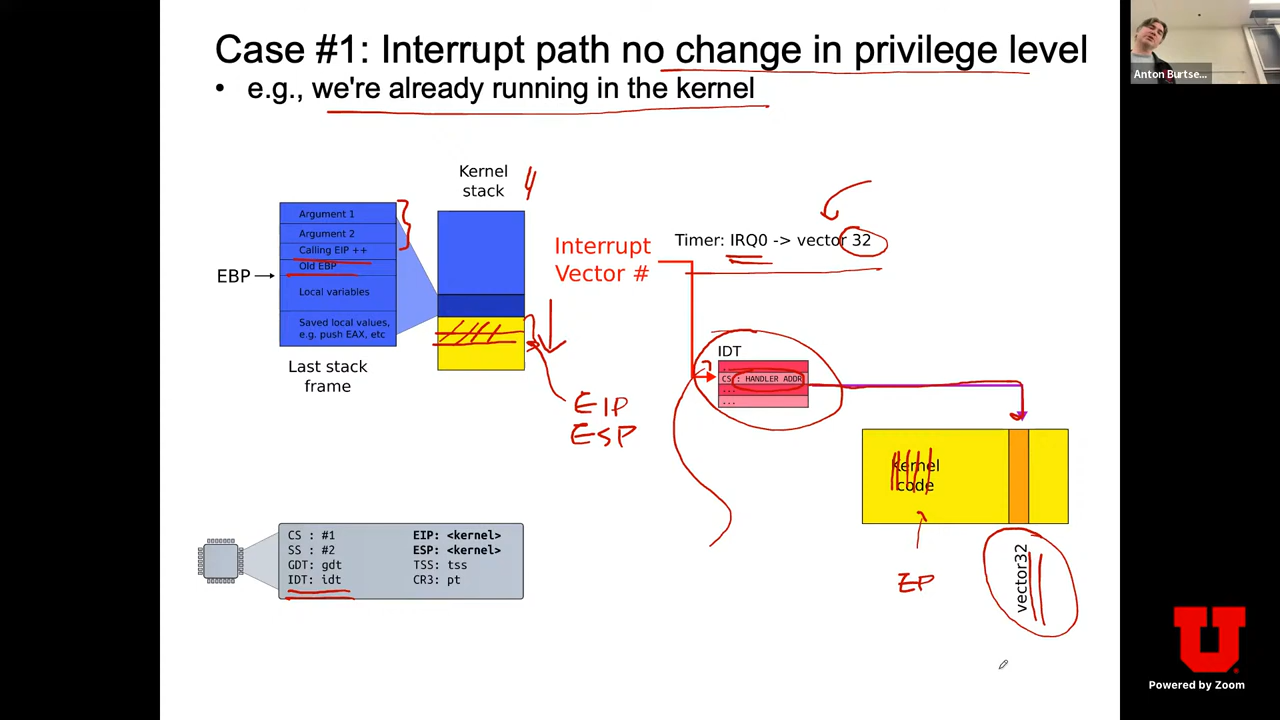 Case #1: Interrupt path no change in privilege level
• e.g., we're already running in the kernel
Anton Burtse...
Kernel
stack
4
Argument 1
Argument 2
Calling EIP ++
Old EBP
Local variables
Saved local values,
e.g. push EAX, etc
EBP
Last stack
frame
Interrupt
Vector #
Timer: IRQ0 -> vector 32
IDT
...
CS : HANDLER ADDR
...
...
EIP
ESP
Kernel
code
EP
vector32
CS : #1
SS : #2
GDT: gdt
IDT: idt
EIP: <kernel>
ESP: <kernel>
TSS: tss
CR3: pt
U
Powered by Zoom